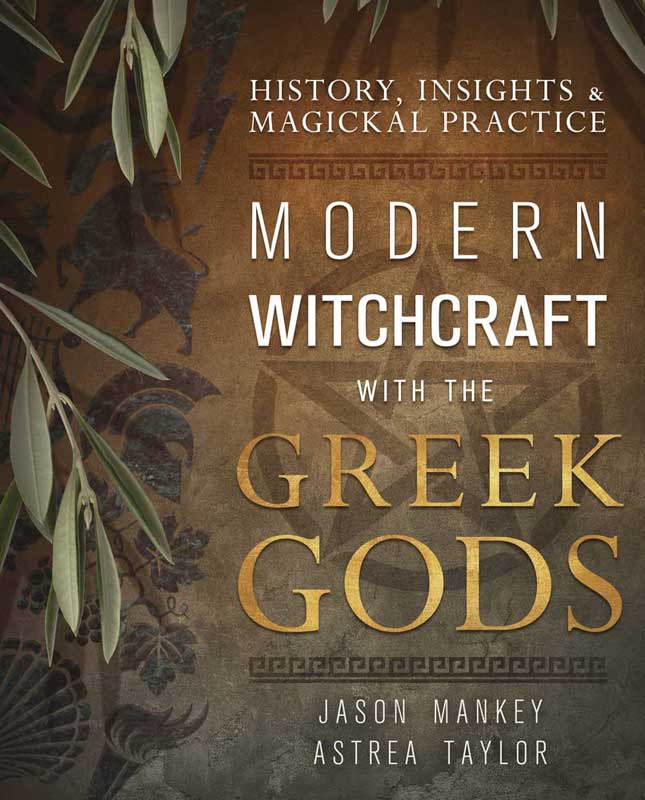 HISTORY, INSIGHTS &
MAGICKAL PRACTICE
MODERN
WITCHCRAFT
WITH THE
GREEK
GODS
JASON MANKEY
ASTREA TAYLOR